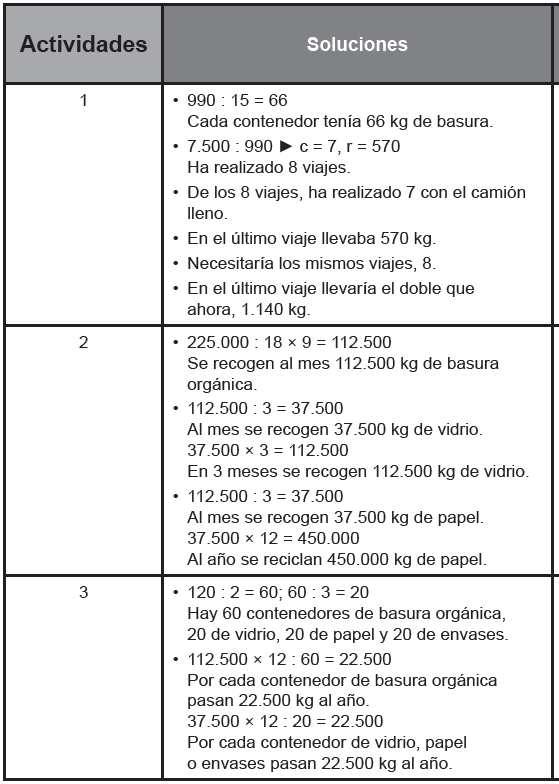 Actividades
Soluciones
1
• 990 : 15 = 66
Cada contenedor tenía 66 kg de basura.
• 7.500 : 990 ► c = 7, r = 570
Ha realizado 8 viajes.
• De los 8 viajes, ha realizado 7 con el camión
lleno.
• En el último viaje llevaba 570 kg.
• Necesitaría los mismos viajes, 8.
• En el último viaje llevaría el doble que
ahora, 1.140 kg.
2
• 225.000 : 18 × 9 = 112.500
Se recogen al mes 112.500 kg de basura
orgánica.
• 112.500 : 3 = 37.500
Al mes se recogen 37.500 kg de vidrio.
37.500 × 3 = 112.500
En 3 meses se recogen 112.500 kg de vidrio.
• 112.500 : 3 = 37.500
Al mes se recogen 37.500 kg de papel.
37.500 × 12 = 450.000
Al año se reciclan 450.000 kg de papel.
3
• 120 : 2 = 60; 60 : 3 = 20
Hay 60 contenedores de basura orgánica,
20 de vidrio, 20 de papel y 20 de envases.
• 112.500 × 12 : 60 = 22.500
Por cada contenedor de basura orgánica
pasan 22.500 kg al año.
37.500 × 12 : 20 = 22.500
Por cada contenedor de vidrio, papel
o envases pasan 22.500 kg al año.